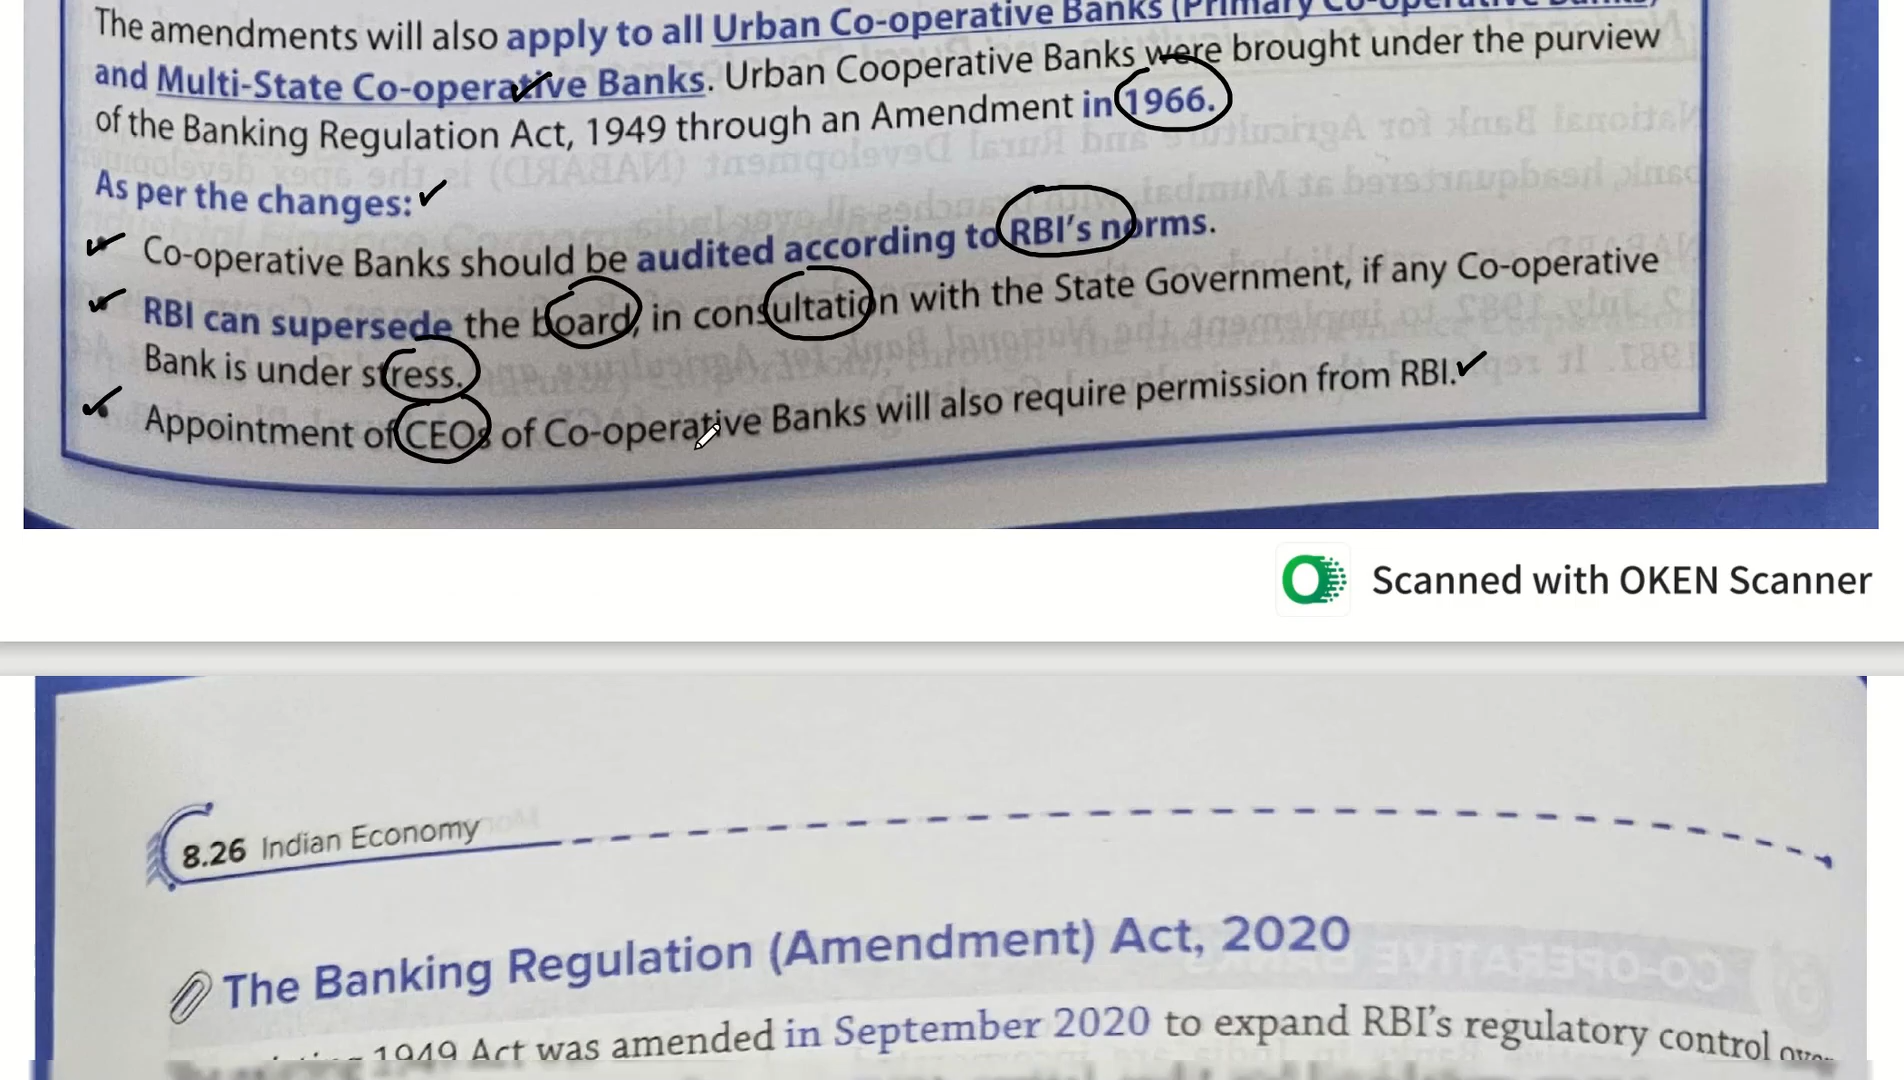 The amendments will also apply to all Urban Co-operative Banks (Primary Co-operative Banks)
and Multi-State Co-operative Banks. Urban Cooperative Banks were brought under the purview
of the Banking Regulation Act, 1949 through an Amendment in 1966.
As per the changes:
Co-operative Banks should be audited according to RBI's norms.
RBI can supersede the board, in consultation with the State Government, if any Co-operative
Bank is under stress.
Appointment of CEOs of Co-operative Banks will also require permission from RBI.
Scanned with OKEN Scanner
8.26 Indian Economy
The Banking Regulation (Amendment) Act, 2020
1949 Act was amended in September 2020 to expand RBI's regulatory control over